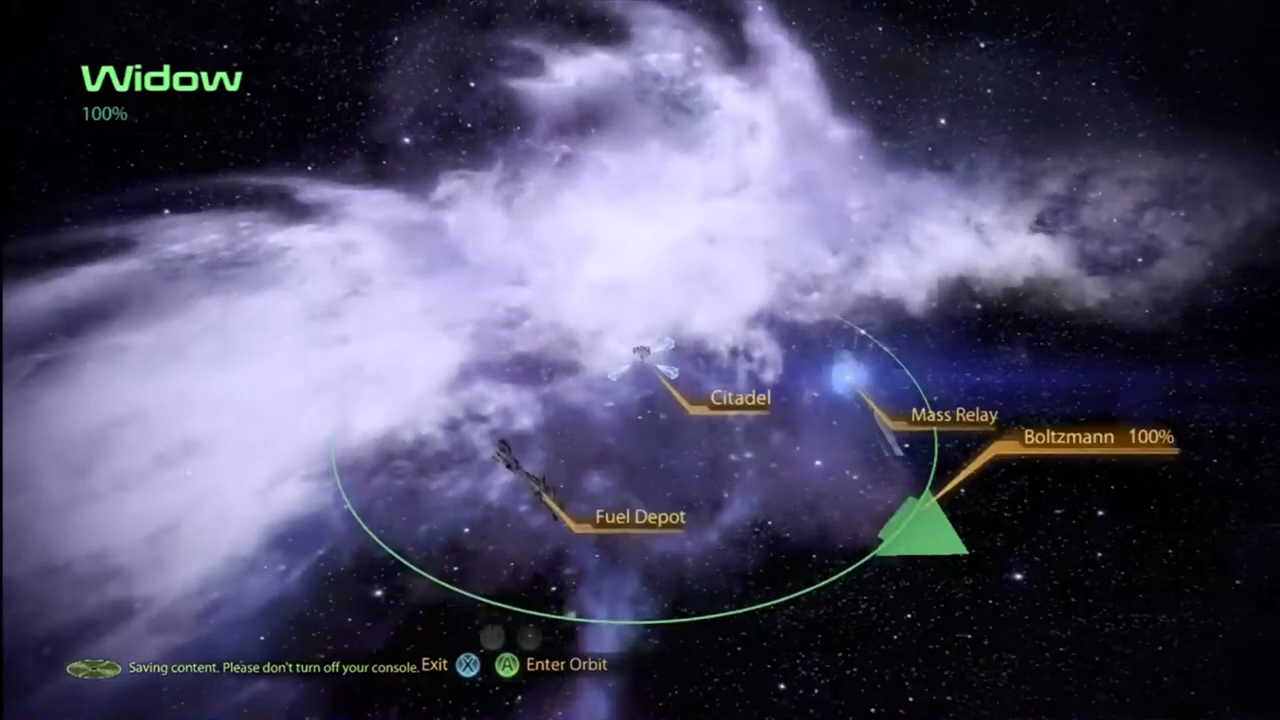 Widow
100%
Citadel
Mass Relay
Boltzmann 100%
Fuel Depot
Saving content. Please don't turn off your console.
Exit X A Enter Orbit